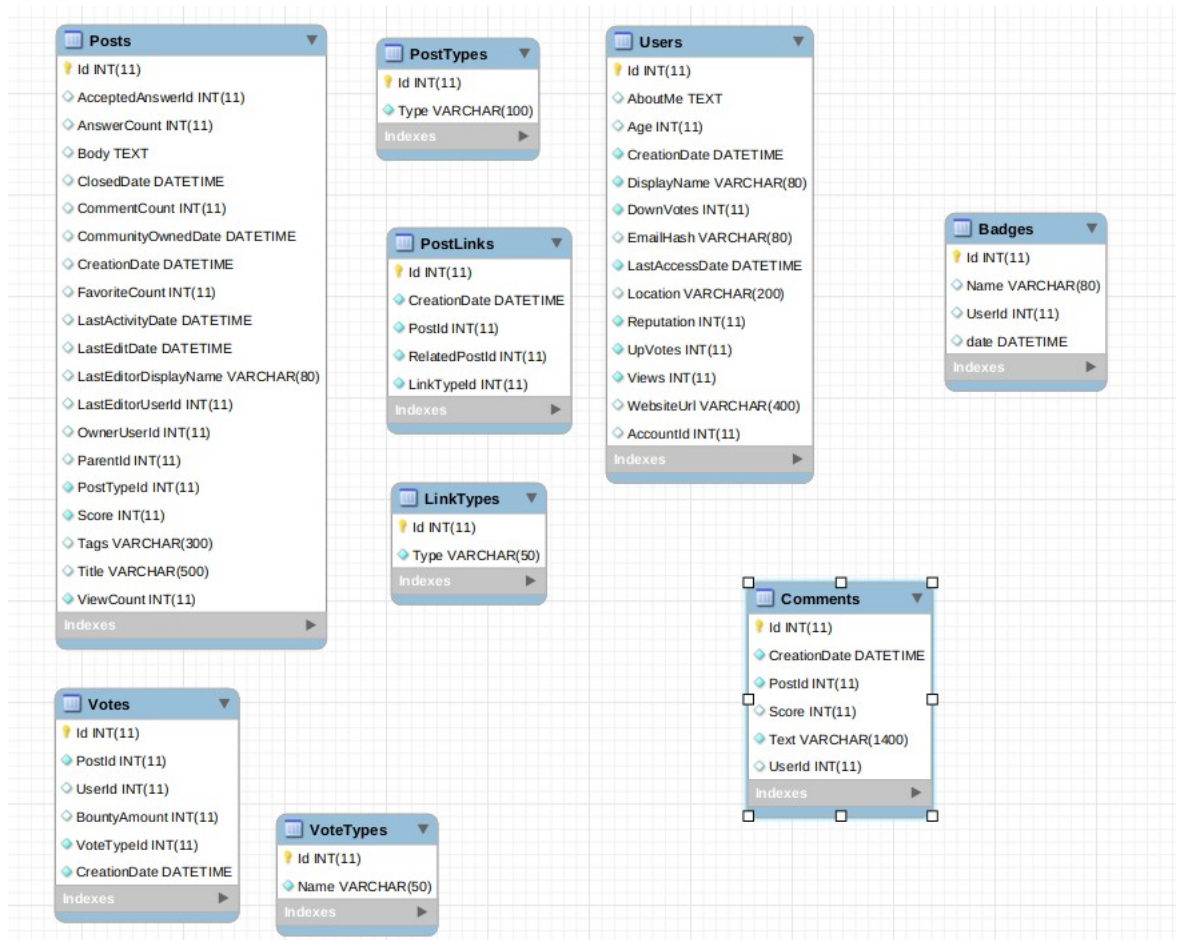 Posts
Id INT(11)
AcceptedAnswerId INT(11)
AnswerCount INT(11)
Body TEXT
ClosedDate DATETIME
CommentCount INT(11)
CommunityOwnedDate DATETIME
CreationDate DATETIME
FavoriteCount INT(11)
LastActivityDate DATETIME
LastEditDate DATETIME
LastEditorDisplayName VARCHAR(80)
LastEditorUserId INT(11)
OwnerUserId INT(11)
ParentId INT(11)
PostTypeId INT(11)
Score INT(11)
Tags VARCHAR(300)
Title VARCHAR(500)
ViewCount INT(11)
Indexes
PostTypes
Id INT(11)
Type VARCHAR(100)
Indexes
PostLinks
Id INT(11)
CreationDate DATETIME
PostId INT(11)
RelatedPostId INT(11)
LinkTypeId INT(11)
Indexes
LinkTypes
Id INT(11)
Type VARCHAR(50)
Indexes
Users
Id INT(11)
AboutMe TEXT
Age INT(11)
CreationDate DATETIME
DisplayName VARCHAR(80)
DownVotes INT(11)
EmailHash VARCHAR(80)
LastAccessDate DATETIME
Location VARCHAR(200)
Reputation INT(11)
UpVotes INT(11)
Views INT(11)
WebsiteUrl VARCHAR(400)
AccountId INT(11)
Indexes
Badges
Id INT(11)
Name VARCHAR(80)
UserId INT(11)
date DATETIME
Indexes
Comments
Id INT(11)
CreationDate DATETIME
PostId INT(11)
Score INT(11)
Text VARCHAR(1400)
UserId INT(11)
Indexes
Votes
Id INT(11)
PostId INT(11)
UserId INT(11)
BountyAmount INT(11)
VoteTypeId INT(11)
CreationDate DATETIME
Indexes
VoteTypes
Id INT(11)
Name VARCHAR(50)
Indexes